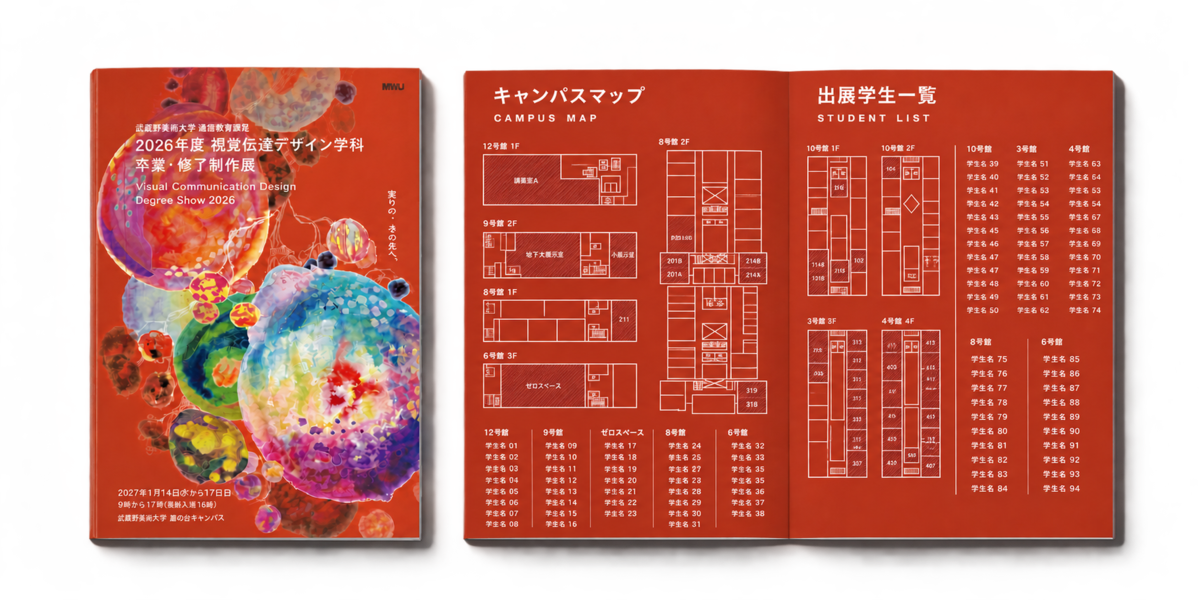 MWU
武蔵野美術大学 通信教育課程
2026年度 視覚伝達デザイン学科
卒業・修了制作展
Visual Communication Design
Degree Show 2026
実りの、その先へ。
2027年1月14日水から17日日
9時から17時
武蔵野美術大学 鷹の台キャンパス
キャンパスマップ
CAMPUS MAP
12号館 1F
講美室A
9号館 2F
地下大展示室
小展示室
8号館 1F
211
6号館 3F
ゼロスペース
8号館 2F
201B
201A
214B
214A
319
31B
12号館
学生名 01
学生名 02
学生名 03
学生名 04
学生名 05
学生名 06
学生名 07
学生名 08
9号館
学生名 09
学生名 10
学生名 11
学生名 12
学生名 13
学生名 14
学生名 15
学生名 16
ゼロスペース
学生名 17
学生名 18
学生名 19
学生名 20
学生名 21
学生名 22
学生名 23
8号館
学生名 24
学生名 25
学生名 27
学生名 23
学生名 28
学生名 29
学生名 30
学生名 31
6号館
学生名 32
学生名 33
学生名 35
学生名 35
学生名 36
学生名 37
学生名 38
出展学生一覧
STUDENT LIST
10号館 1F
102
10号館 2F
3号館 3F
4号館 4F
10号館
学生名 39
学生名 40
学生名 41
学生名 42
学生名 43
学生名 45
学生名 46
学生名 47
学生名 47
学生名 48
学生名 49
学生名 50
3号館
学生名 51
学生名 52
学生名 53
学生名 54
学生名 55
学生名 56
学生名 57
学生名 58
学生名 59
学生名 60
学生名 61
学生名 62
4号館
学生名 63
学生名 54
学生名 53
学生名 54
学生名 67
学生名 68
学生名 69
学生名 70
学生名 71
学生名 72
学生名 73
学生名 74
8号館
学生名 75
学生名 76
学生名 77
学生名 78
学生名 79
学生名 80
学生名 81
学生名 82
学生名 83
学生名 84
6号館
学生名 85
学生名 86
学生名 87
学生名 88
学生名 89
学生名 90
学生名 91
学生名 92
学生名 93
学生名 94